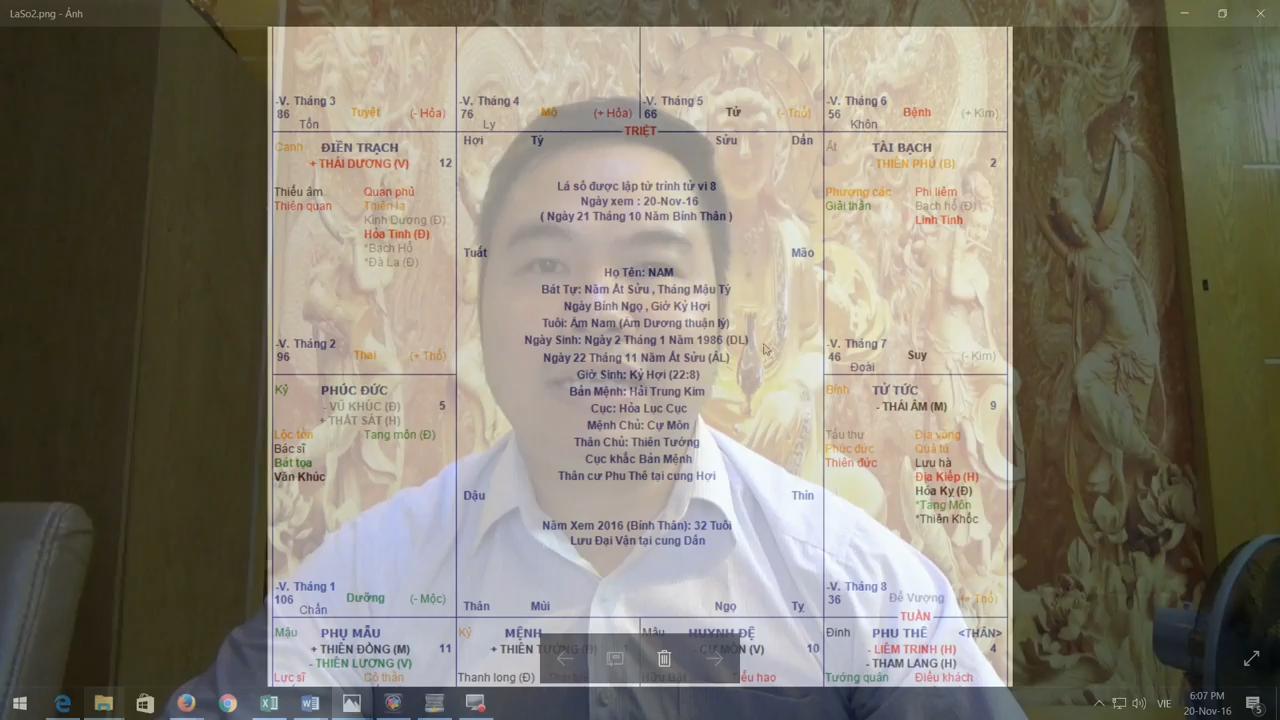 LaSo2.png - Ảnh
-V. Tháng 3
86
Tuyệt
(- Hỏa)
Tốn
-V. Tháng 4
76
Mộ
(+ Hỏa)
Ly
-V. Tháng 5
66
Tử
(- Thổ)
-V. Tháng 6
56
Bệnh
(+ Kim)
Khôn
TRIỆT
Canh
ĐIỀN TRẠCH
+ THÁI DƯƠNG (V)
12
Thiếu âm
Quan phủ
Thiên quan
Thiên la
Kình Dương (Đ)
Hỏa Tinh (Đ)
*Bạch Hổ
*Đà La (Đ)
-V. Tháng 2
96
Thai
(+ Thổ)
Hợi
Tý
Sửu
Dần
Lá số được lập từ trình tử vi 8
Ngày xem : 20-Nov-16
( Ngày 21 Tháng 10 Năm Bính Thân )
Tuất
Mão
Họ Tên: NAM
Bát Tự: Năm Ất Sửu , Tháng Mậu Tý
Ngày Bính Ngọ , Giờ Kỷ Hợi
Tuổi: Âm Nam (Âm Dương thuận lý)
Ngày Sinh: Ngày 2 Tháng 1 Năm 1986 (DL)
Ngày 22 Tháng 11 Năm Ất Sửu (ÂL)
Giờ Sinh: Kỷ Hợi (22:8)
Bản Mệnh: Hải Trung Kim
Cục: Hỏa Lục Cục
Mệnh Chủ: Cự Môn
Thân Chủ: Thiên Tướng
Cục khắc Bản Mệnh
Thân cư Phu Thê tại cung Hợi
Dậu
Thìn
Năm Xem 2016 (Bính Thân): 32 Tuổi
Lưu Đại Vận tại cung Dần
Thân
Mùi
Ngọ
Tỵ
Ất
TÀI BẠCH
- THIÊN PHỦ (B)
2
Phượng các
Phi liêm
Giải thần
Bạch hổ (Đ)
Linh Tinh
-V. Tháng 7
46
Suy
(- Kim)
Đoài
Kỷ
PHÚC ĐỨC
- VŨ KHÚC (Đ)
5
+ THẤT SÁT (H)
Lộc tồn
Tang môn (Đ)
Bác sĩ
Bát tọa
Văn Khúc
-V. Tháng 1
106
Dưỡng
(- Mộc)
Chấn
Bính
TỬ TỨC
- THÁI ÂM (M)
9
Tấu thư
Địa võng
Phúc đức
Quả tú
Thiên đức
Lưu hà
Địa Kiếp (H)
Hóa Kỵ (Đ)
*Tang Môn
*Thiên Khốc
-V. Tháng 8
36
Đế Vượng
(+ Thổ)
TUẦN
Mậu
PHỤ MẪU
+ THIÊN ĐỒNG (M)
11
- THIÊN LƯƠNG (V)
Lực sĩ
Cô thần
Kỷ
MỆNH
+ THIÊN TƯỚNG (Đ)
Thanh long (Đ)
Mậu
HUYNH ĐỆ
- CỰ MÔN (V)
10
Hữu Bật
Tiểu hao
Đinh
PHU THÊ
<THÂN>
- LIÊM TRINH (H)
4
- THAM LANG (H)
Tướng quân
Điếu khách
VIE
6:07 PM
20-Nov-16
5